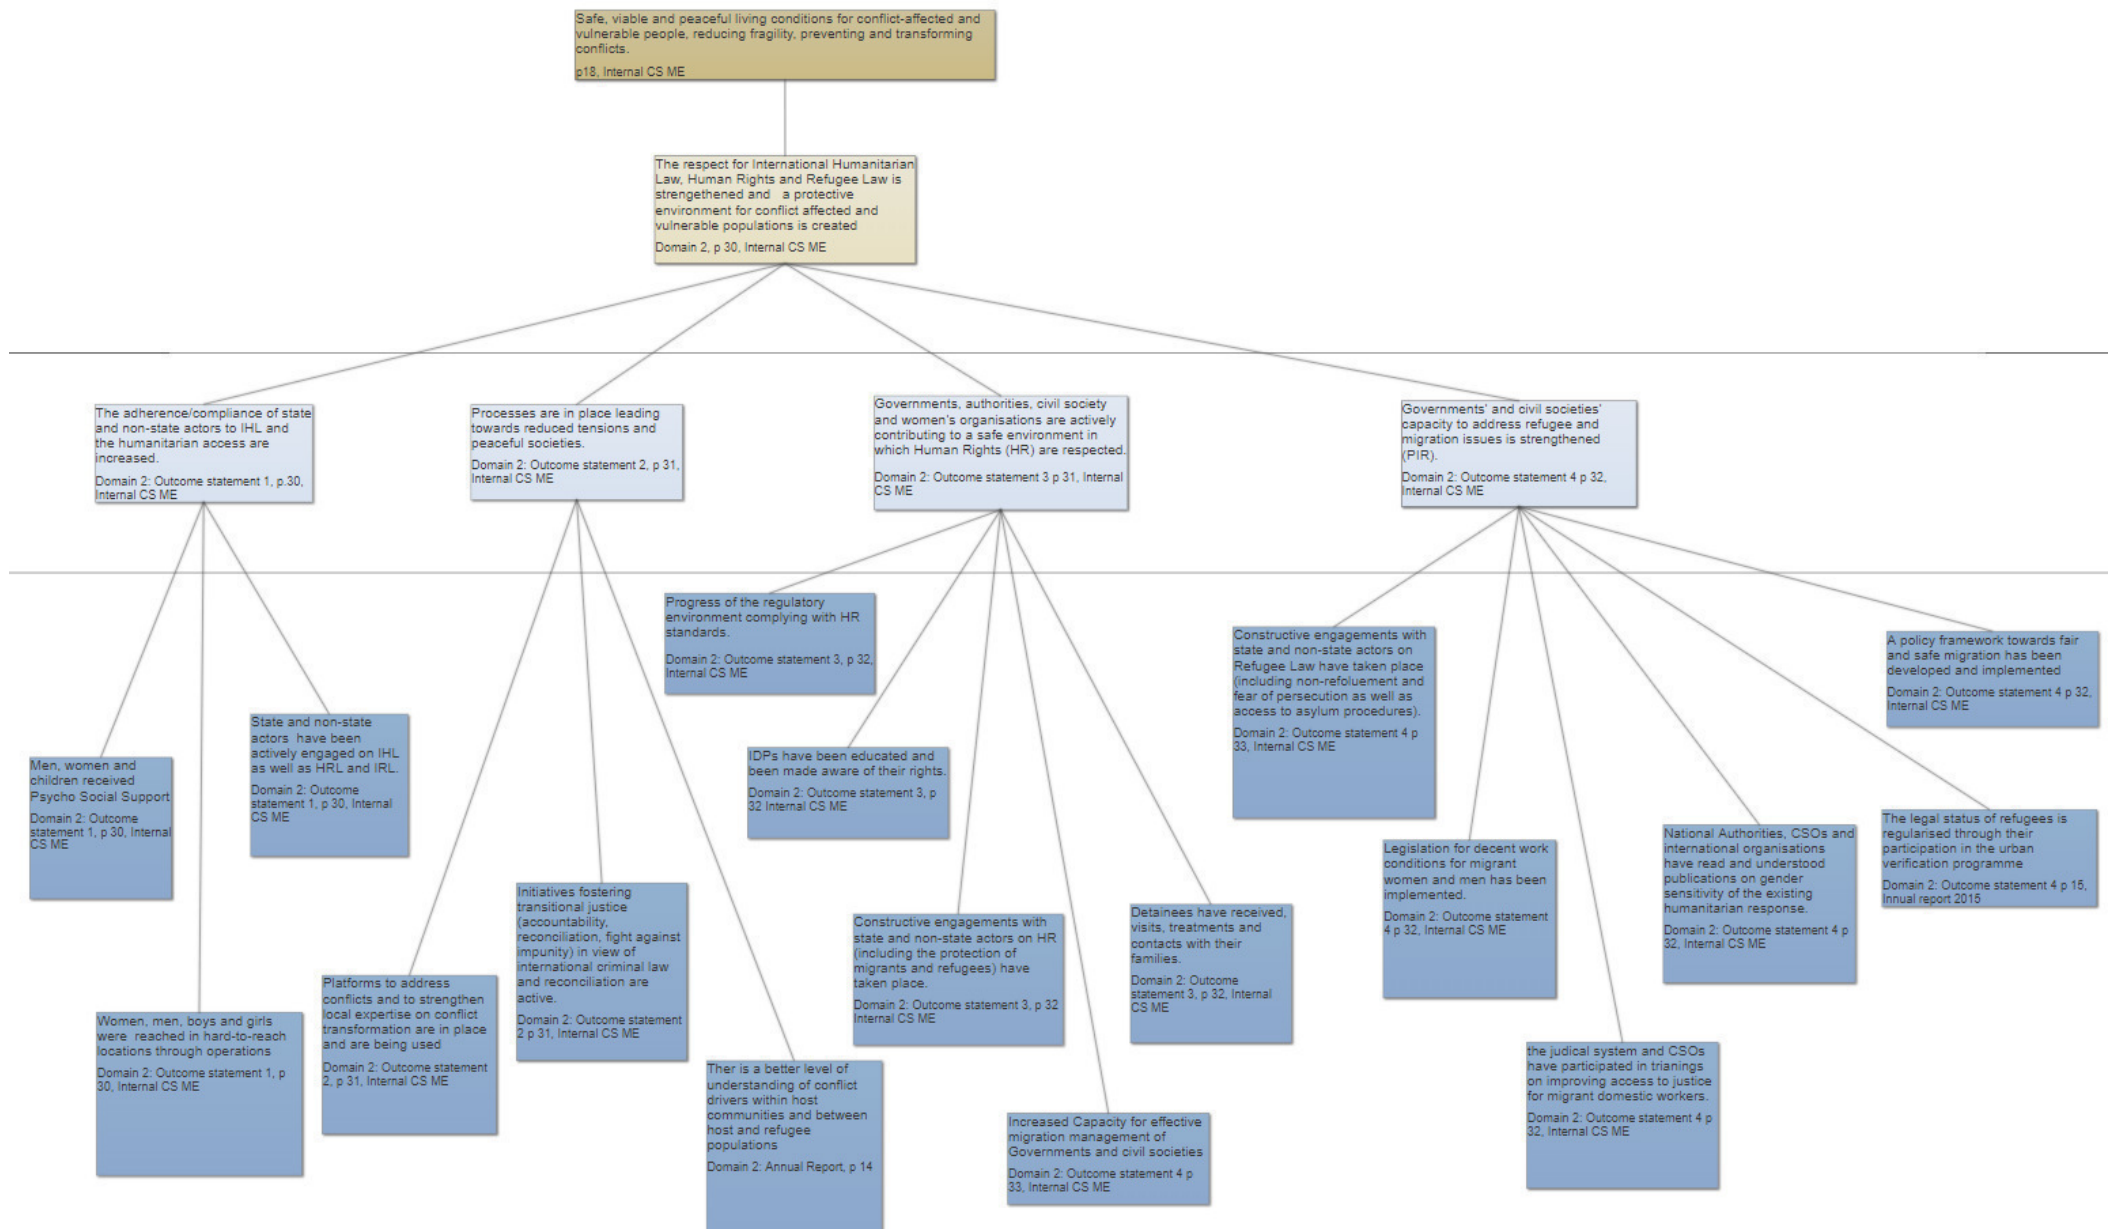 Safe, viable and peaceful living conditions for conflict-affected and
vulnerable people, reducing fragility, preventing and transforming
conflicts.
p18, Internal CS ME
The respect for International Humanitarian
Law, Human Rights and Refugee Law is
strengethened and a protective
environment for conflict affected and
vulnerable populations is created
Domain 2, p 30, Internal CS ME
The adherence/compliance of state
and non-state actors to IHL and
the humanitarian access are
increased.
Domain 2: Outcome statement 1, p.30,
Internal CS ME
Processes are in place leading
towards reduced tensions and
peaceful societies.
Domain 2: Outcome statement 2, p 31,
Internal CS ME
Governments, authorities, civil society
and women's organisations are actively
contributing to a safe environment in
which Human Rights (HR) are respected.
Domain 2: Outcome statement 3 p 31, Internal
CS ME
Governments' and civil societies'
capacity to address refugee and
migration issues is strengthened
(PIR).
Domain 2: Outcome statement 4 p 32,
Internal CS ME
Men, women and
children received
Psycho Social Support
Domain 2: Outcome
statement 1, p 30, Internal
CS ME
Women, men, boys and girls
were reached in hard-to-reach
locations through operations
Domain 2: Outcome statement 1, p
30, Internal CS ME
State and non-state
actors have been
actively engaged on IHL
as well as HRL and IRL.
Domain 2: Outcome
statement 1, p 30, Internal
CS ME
Platforms to address
conflicts and to strengthen
local expertise on conflict
transformation are in place
and are being used
Domain 2: Outcome statement
2, p 31, Internal CS ME
Initiatives fostering
transitional justice
(accountability,
reconciliation, fight against
impunity) in view of
international criminal law
and reconciliation are
active.
Domain 2: Outcome statement
2 p 31, Internal CS ME
Ther is a better level of
understanding of conflict
drivers within host
communities and between
host and refugee
populations
Domain 2: Annual Report, p 14
Progress of the regulatory
environment complying with HR
standards.
Domain 2: Outcome statement 3, p 32,
Internal CS ME
IDPs have been educated and
been made aware of their rights.
Domain 2: Outcome statement 3, p
32 Internal CS ME
Constructive engagements with
state and non-state actors on HR
(including the protection of
migrants and refugees) have
taken place.
Domain 2: Outcome statement 3, p 32
Internal CS ME
Increased Capacity for effective
migration management of
Governments and civil societies
Domain 2: Outcome statement 4 p
33, Internal CS ME
Detainees have received,
visits, treatments and
contacts with their
families.
Domain 2: Outcome
statement 3, p 32, Internal
CS ME
Constructive engagements with
state and non-state actors on
Refugee Law have taken place
(including non-refoluement and
fear of persecution as well as
access to asylum procedures).
Domain 2: Outcome statement 4 p
33, Internal CS ME
Legislation for decent work
conditions for migrant
women and men has been
implemented.
Domain 2: Outcome statement
4 p 32, Internal CS ME
the judical system and CSOs
have participated in trianings
on improving access to justice
for migrant domestic workers.
Domain 2: Outcome statement 4 p
32, Internal CS ME
National Authorities, CSOs and
international organisations
have read and understood
publications on gender
sensitivity of the existing
humanitarian response.
Domain 2: Outcome statement 4 p
32, Internal CS ME
The legal status of refugees is
regularised through their
participation in the urban
verification programme
Domain 2: Outcome statement 4 p 15,
Innual report 2015
A policy framework towards fair
and safe migration has been
developed and implemented
Domain 2: Outcome statement 4 p 32,
Internal CS ME